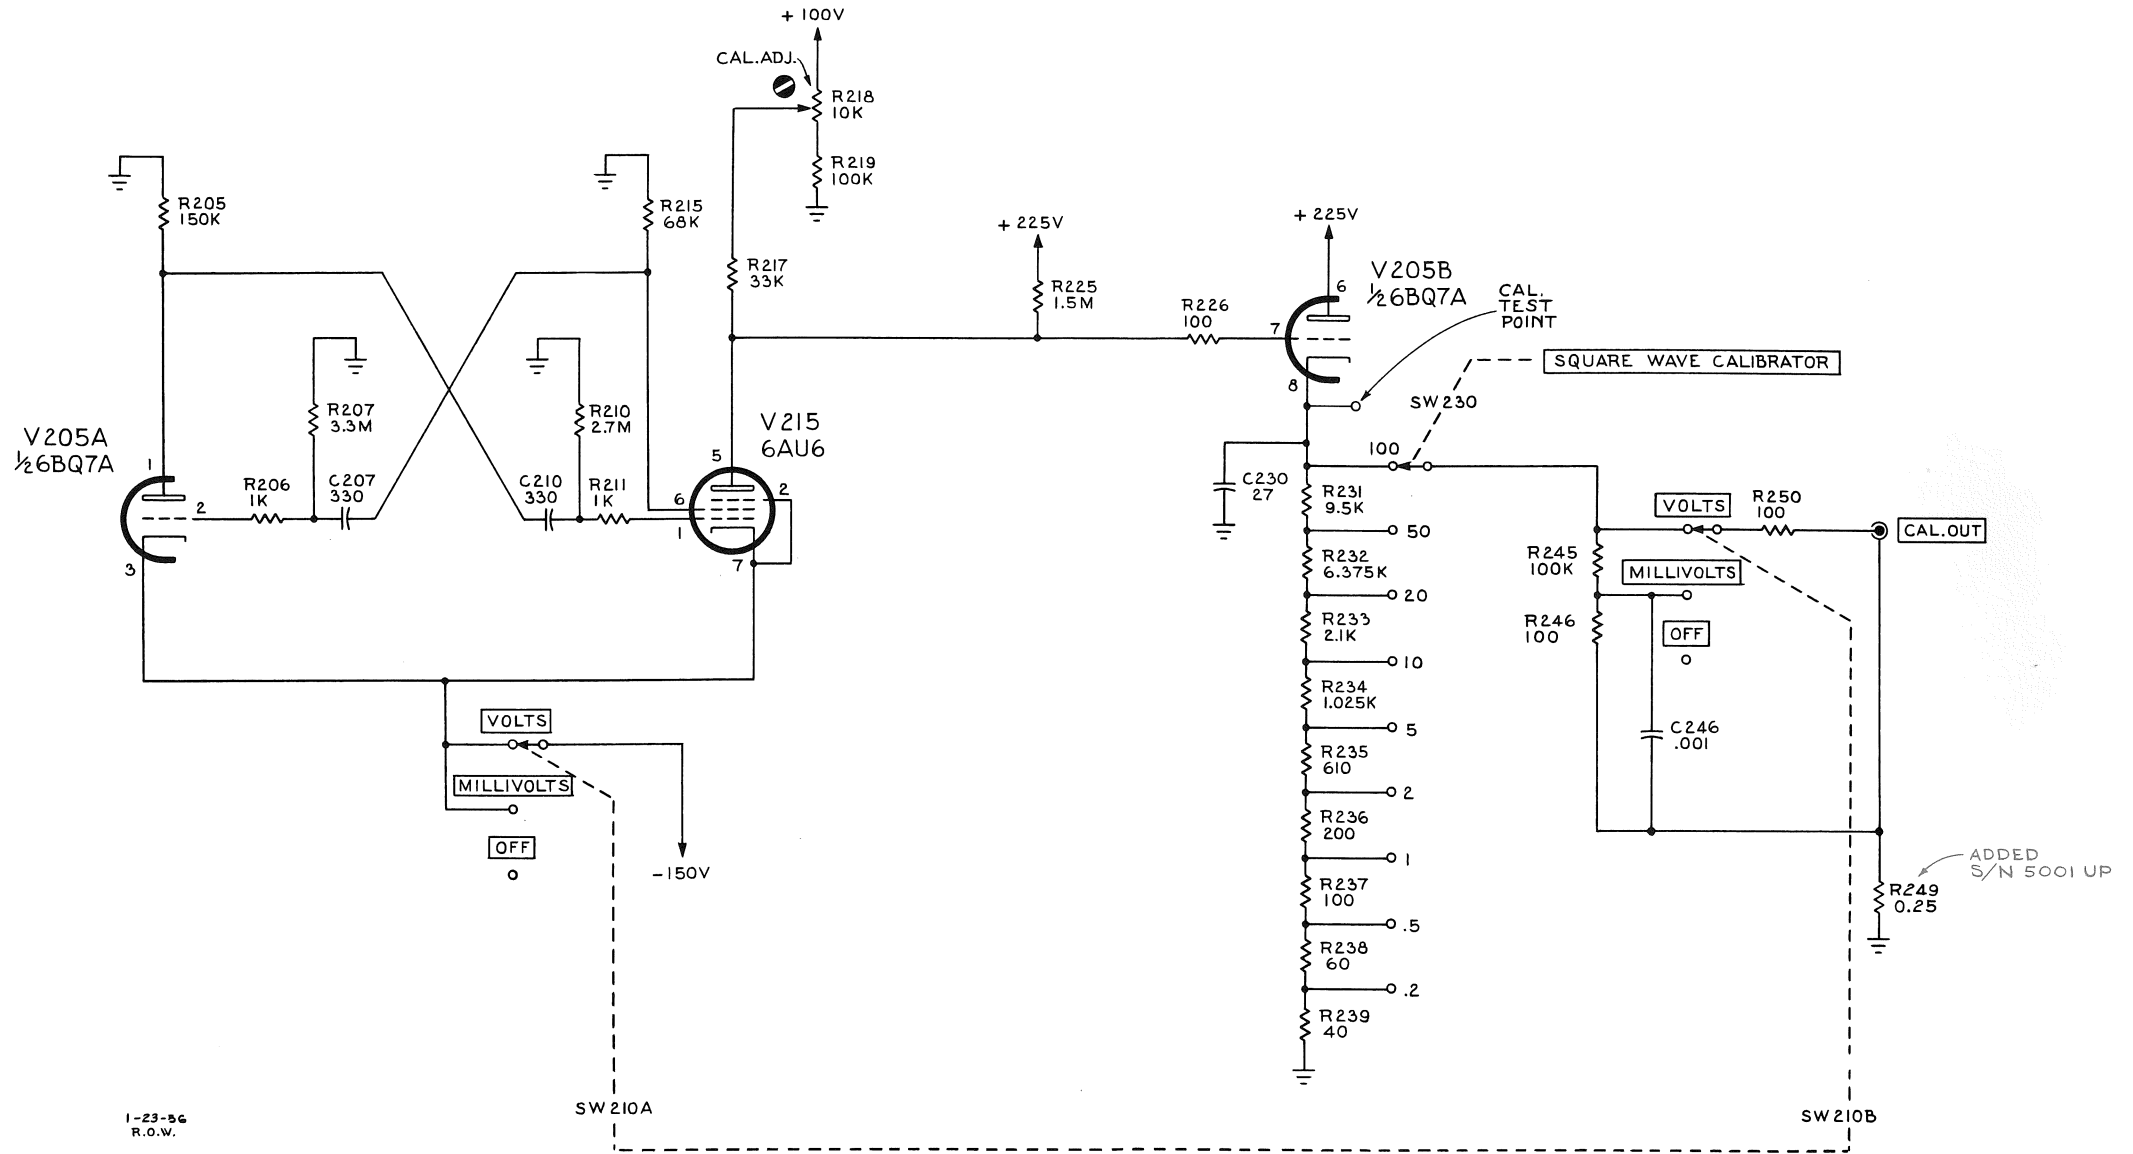 + 100V
CAL. ADJ.
R218
10K
R219
100K
R205
150K
R215
68K
R217
33K
+ 225V
R225
1.5M
+ 225V
R226
100
6
7
8
V205B
1/2 6BQ7A
CAL.
TEST
POINT
SQUARE WAVE CALIBRATOR
SW230
R207
3.3M
R210
2.7M
V205A
1/2 6BQ7A
1
2
3
R206
1K
C207
330
C210
330
R211
1K
V215
6AU6
5
6
1
2
7
C230
27
100
R231
9.5K
50
R232
6.375K
20
R233
2.1K
10
R234
1.025K
5
R235
610
2
R236
200
1
R237
100
.5
R238
60
.2
R239
40
VOLTS
R250
100
CAL. OUT
R245
100K
MILLIVOLTS
R246
100
OFF
C246
.001
ADDED
S/N 5001 UP
R249
0.25
VOLTS
MILLIVOLTS
OFF
-150V
SW210A
SW210B
1-23-56
R.O.W.